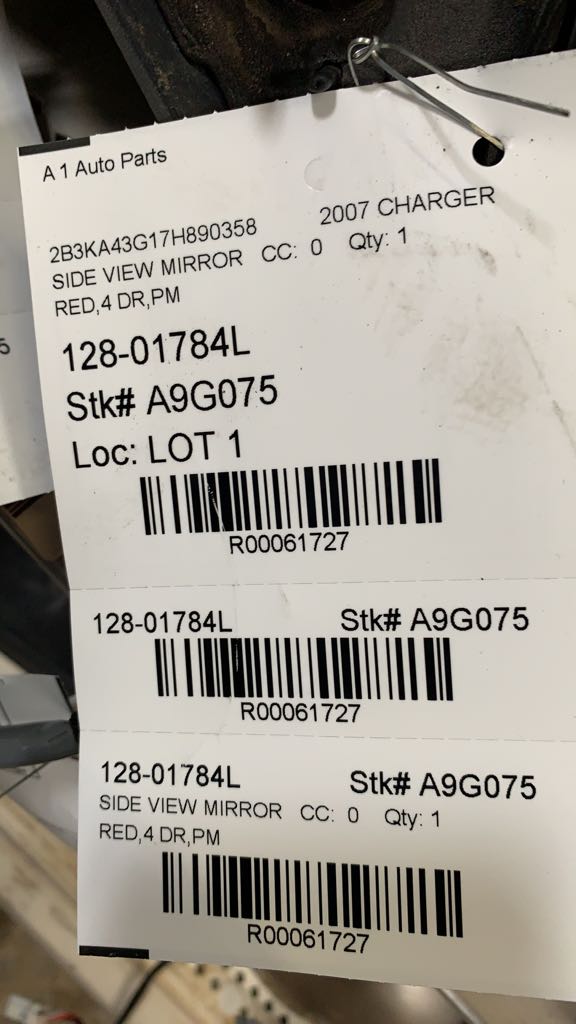 A 1 Auto Parts
2B3KA43G17H890358 2007 CHARGER
SIDE VIEW MIRROR CC: 0 Qty: 1
RED,4 DR,PM
128-01784L
Stk# A9G075
Loc: LOT 1
R00061727
128-01784L Stk# A9G075
R00061727
128-01784L Stk# A9G075
SIDE VIEW MIRROR CC: 0 Qty: 1
RED,4 DR,PM
R00061727
5